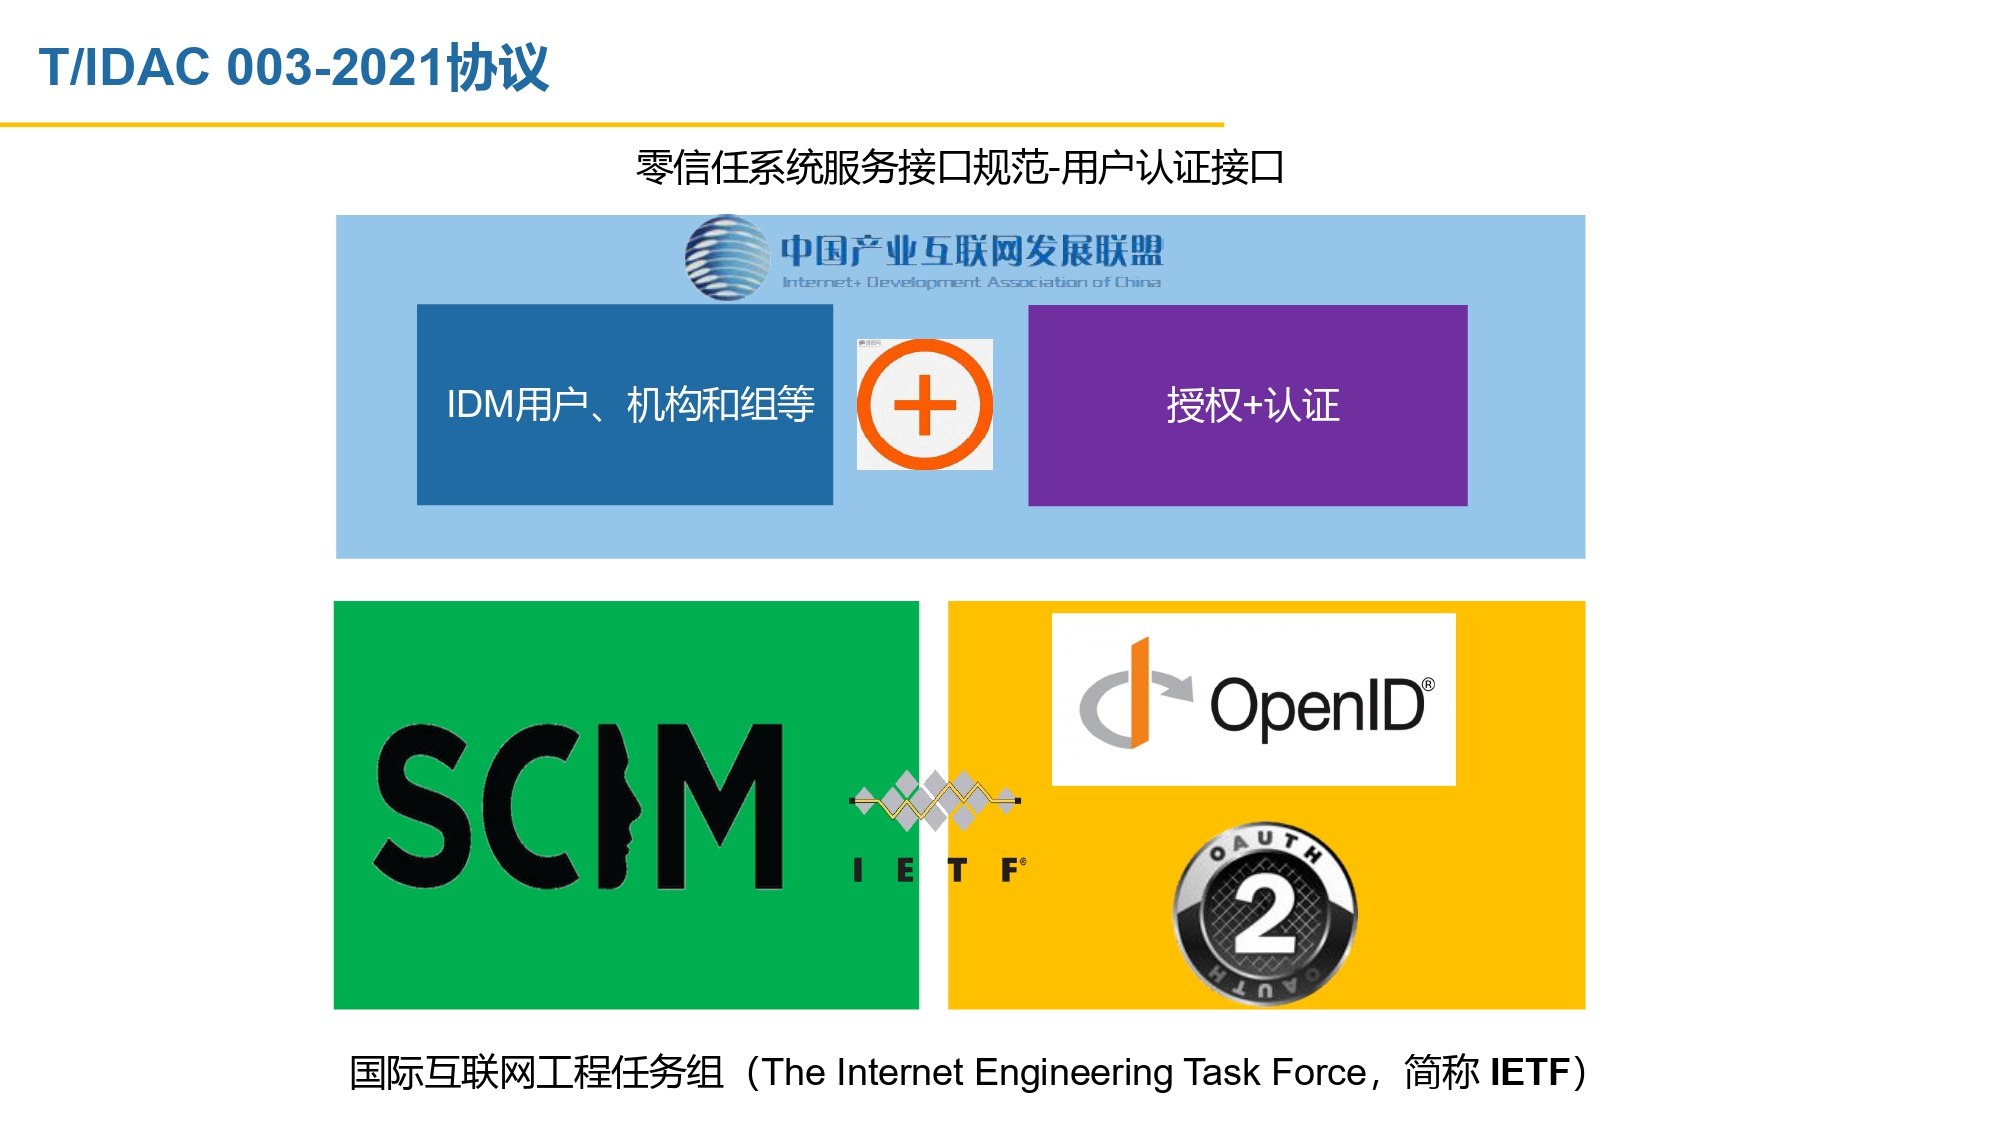 T/IDAC 003-2021协议
零信任系统服务接口规范-用户认证接口
中国产业互联网发展联盟
Internet+ Development Association of China
IDM用户、机构和组等
授权+认证
SCIM
OpenID®
I E T F®
OAUTH
2
OAUTH
国际互联网工程任务组（The Internet Engineering Task Force，简称 IETF）